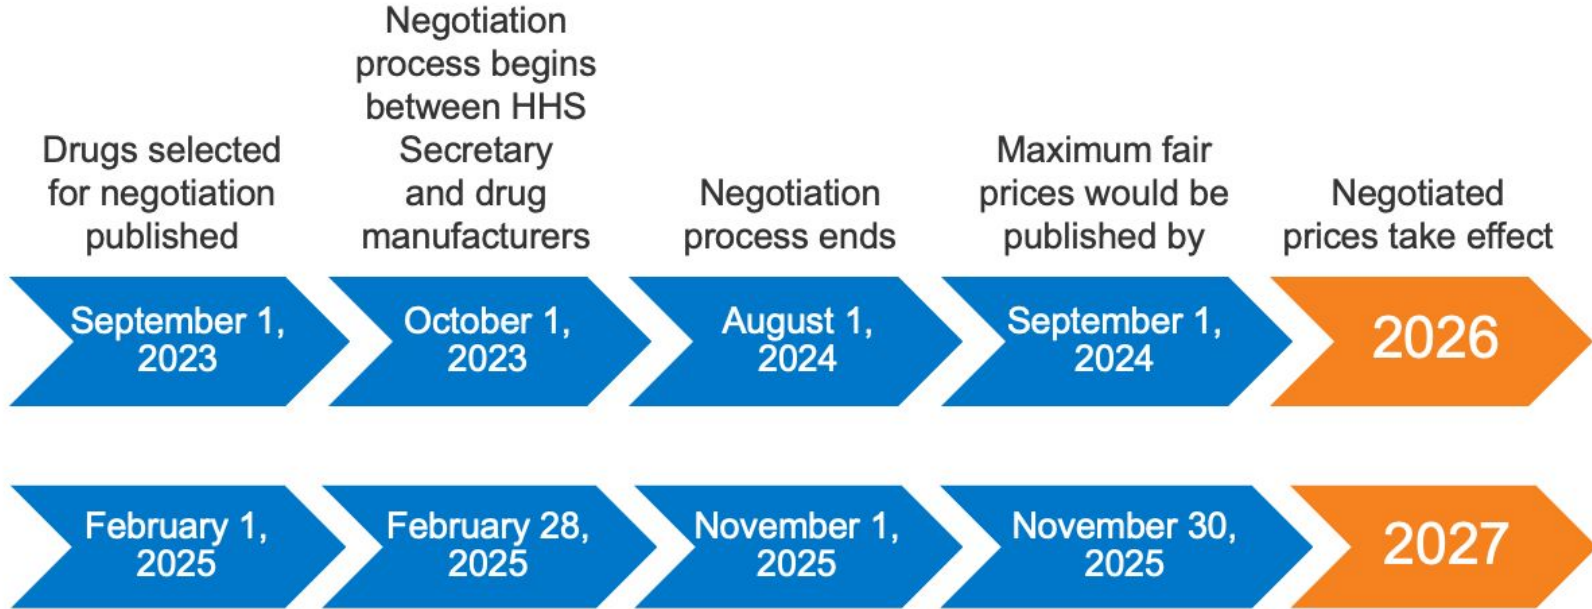 Drugs selected
for negotiation
published
Negotiation
process begins
between HHS
Secretary
and drug
manufacturers
Negotiation
process ends
Maximum fair
prices would be
published by
Negotiated
prices take effect
September 1,
2023
October 1,
2023
August 1,
2024
September 1,
2024
2026
February 1,
2025
February 28,
2025
November 1,
2025
November 30,
2025
2027